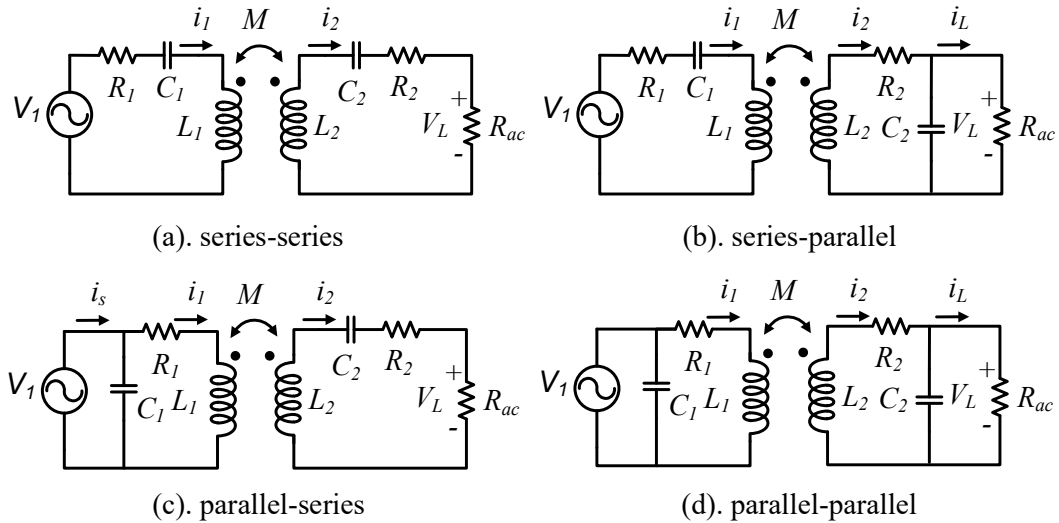 i1 M i2 i1 M i2 iL
R1 C1 C2 R2 R1 C1 R2
V1 L1 L2 + VL - Rac V1 L1 L2 C2 + VL - Rac
(a). series-series (b). series-parallel
is i1 M i2 i1 M i2 iL
R1 C2 R2 R1 R2
V1 C1 L1 L2 + VL - Rac V1 C1 L1 L2 C2 + VL - Rac
(c). parallel-series (d). parallel-parallel